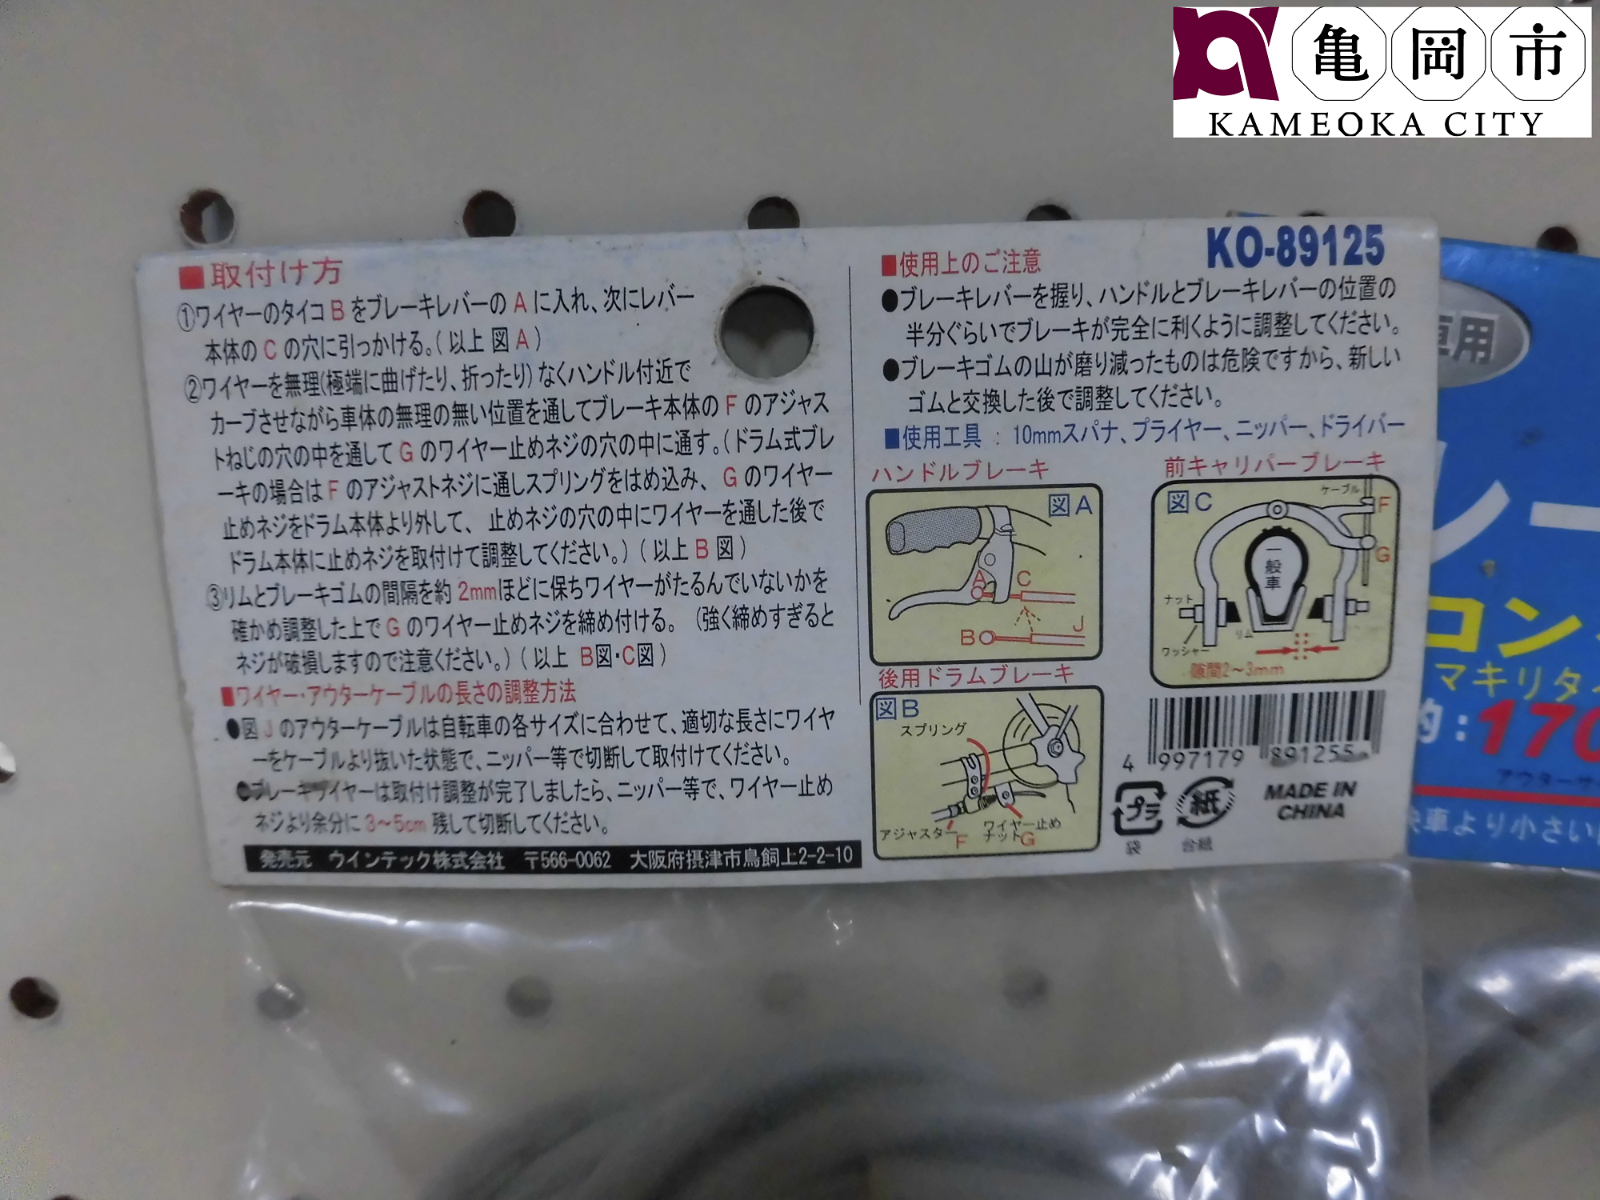 亀岡市
KAMEOKA CITY
■取付け方
①ワイヤーのタイコBをブレーキレバーのAに入れ、次にレバー
本体のCの穴に引っかける。(以上図A)
②ワイヤーを無理(極端に曲げたり、折ったり)なくハンドル付近で
カーブさせながら車体の無理の無い位置を通してブレーキ本体のFのアジャス
トねじの穴の中を通してGのワイヤー止めネジの穴の中に通す。(ドラム式ブレ
ーキの場合はFのアジャストネジに通しスプリングをはめ込み、Gのワイヤー
止めネジをドラム本体より外して、止めネジの穴の中にワイヤーを通した後で
ドラム本体に止めネジを取付けて調整してください。)(以上B図)
③リムとブレーキゴムの間隔を約2mmほどに保ちワイヤーがたるんでいないかを
確かめ調整した上でGのワイヤー止めネジを締め付ける。(強く締めすぎると
ネジが破損しますので注意ください。)(以上 B図・C図)
■ワイヤー・アウターケーブルの長さの調整方法
●図Jのアウターケーブルは自転車の各サイズに合わせて、適切な長さにワイヤ
ーをケーブルより抜いた状態で、ニッパー等で切断して取付けてください。
●ブレーキワイヤーは取付け調整が完了しましたら、ニッパー等で、ワイヤー止め
ネジより余分に3〜5cm残して切断してください。
発売元 ウインテック株式会社 〒566-0062 大阪府摂津市鳥飼上2-2-10
KO-89125
■使用上のご注意
●ブレーキレバーを握り、ハンドルとブレーキレバーの位置の
半分ぐらいでブレーキが完全に利くように調整してください。
●ブレーキゴムの山が磨り減ったものは危険ですから、新しい
ゴムと交換した後で調整してください。
■使用工具 : 10mmスパナ、プライヤー、ニッパー、ドライバー
ハンドルブレーキ
図A
A
C
B
J
前キャリパーブレーキ
図C
ケーブル
F
G
一般車
ナット
リム
ワッシャー
隙間2〜3mm
後用ドラムブレーキ
図B
スプリング
アジャスター
F
ワイヤー止め
ナットG
4 997179 891255
プラ
袋
紙
台紙
MADE IN
CHINA
車用
レー
コン
マキリタ
約:170
アウターサ
車より小さい